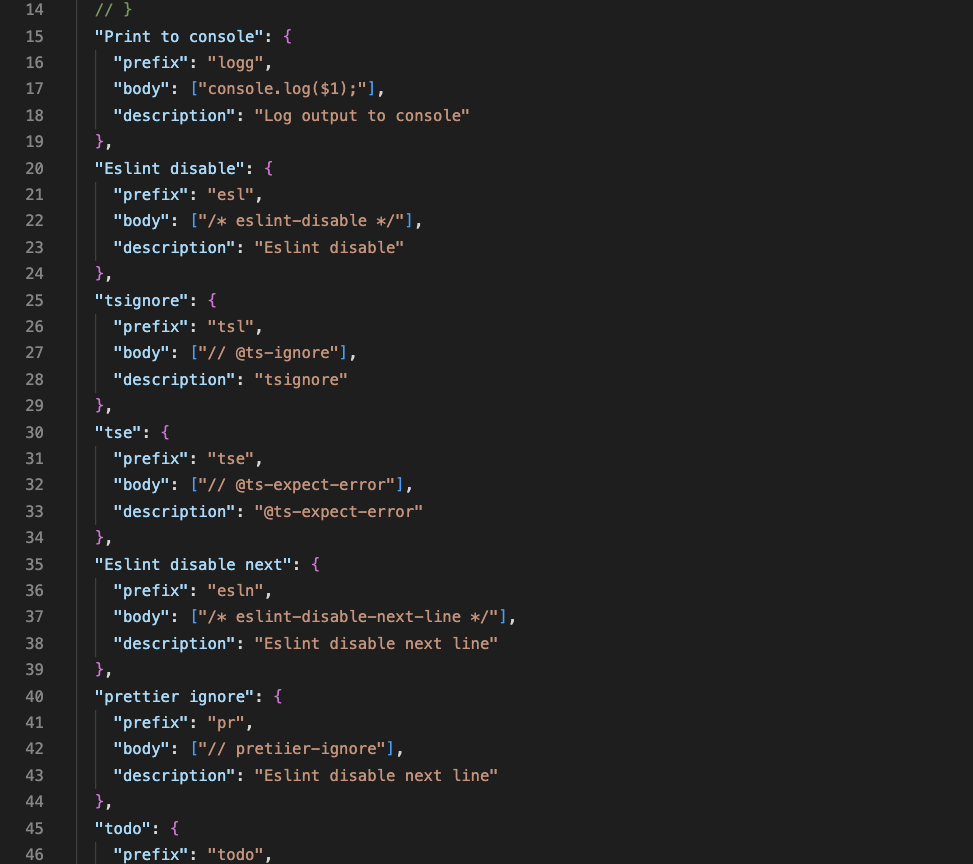 14 // }
15 "Print to console": {
16 "prefix": "logg",
17 "body": ["console.log($1);"],
18 "description": "Log output to console"
19 },
20 "Eslint disable": {
21 "prefix": "esl",
22 "body": ["/* eslint-disable */"],
23 "description": "Eslint disable"
24 },
25 "tsignore": {
26 "prefix": "tsl",
27 "body": ["// @ts-ignore"],
28 "description": "tsignore"
29 },
30 "tse": {
31 "prefix": "tse",
32 "body": ["// @ts-expect-error"],
33 "description": "@ts-expect-error"
34 },
35 "Eslint disable next": {
36 "prefix": "esln",
37 "body": ["/* eslint-disable-next-line */"],
38 "description": "Eslint disable next line"
39 },
40 "prettier ignore": {
41 "prefix": "pr",
42 "body": ["// pretiier-ignore"],
43 "description": "Eslint disable next line"
44 },
45 "todo": {
46 "prefix": "todo",